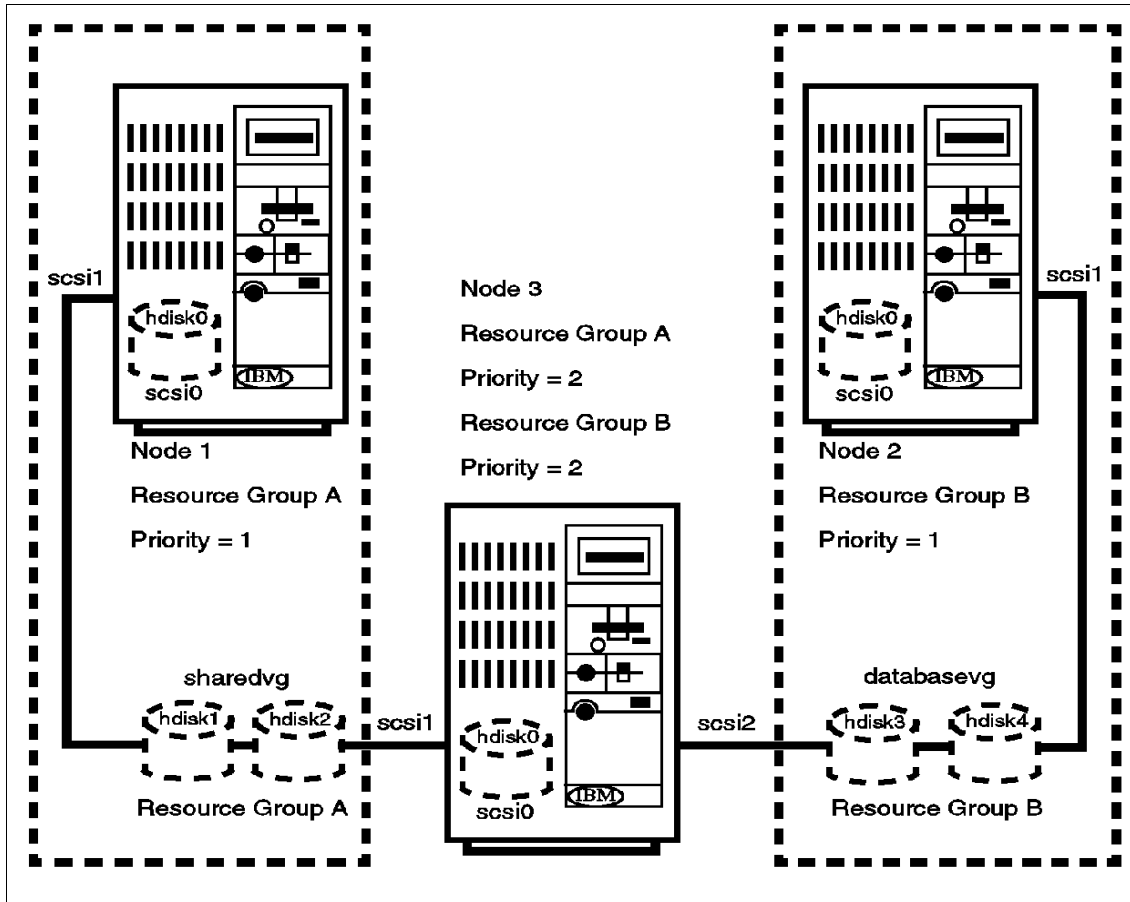 scsi1
hdisk0
scsi0
IBM
Node 1
Resource Group A
Priority = 1
sharedvg
hdisk1
hdisk2
Resource Group A
Node 3
Resource Group A
Priority = 2
Resource Group B
Priority = 2
scsi1
hdisk0
scsi0
IBM
scsi2
hdisk0
scsi0
IBM
scsi1
Node 2
Resource Group B
Priority = 1
databasevg
hdisk3
hdisk4
Resource Group B